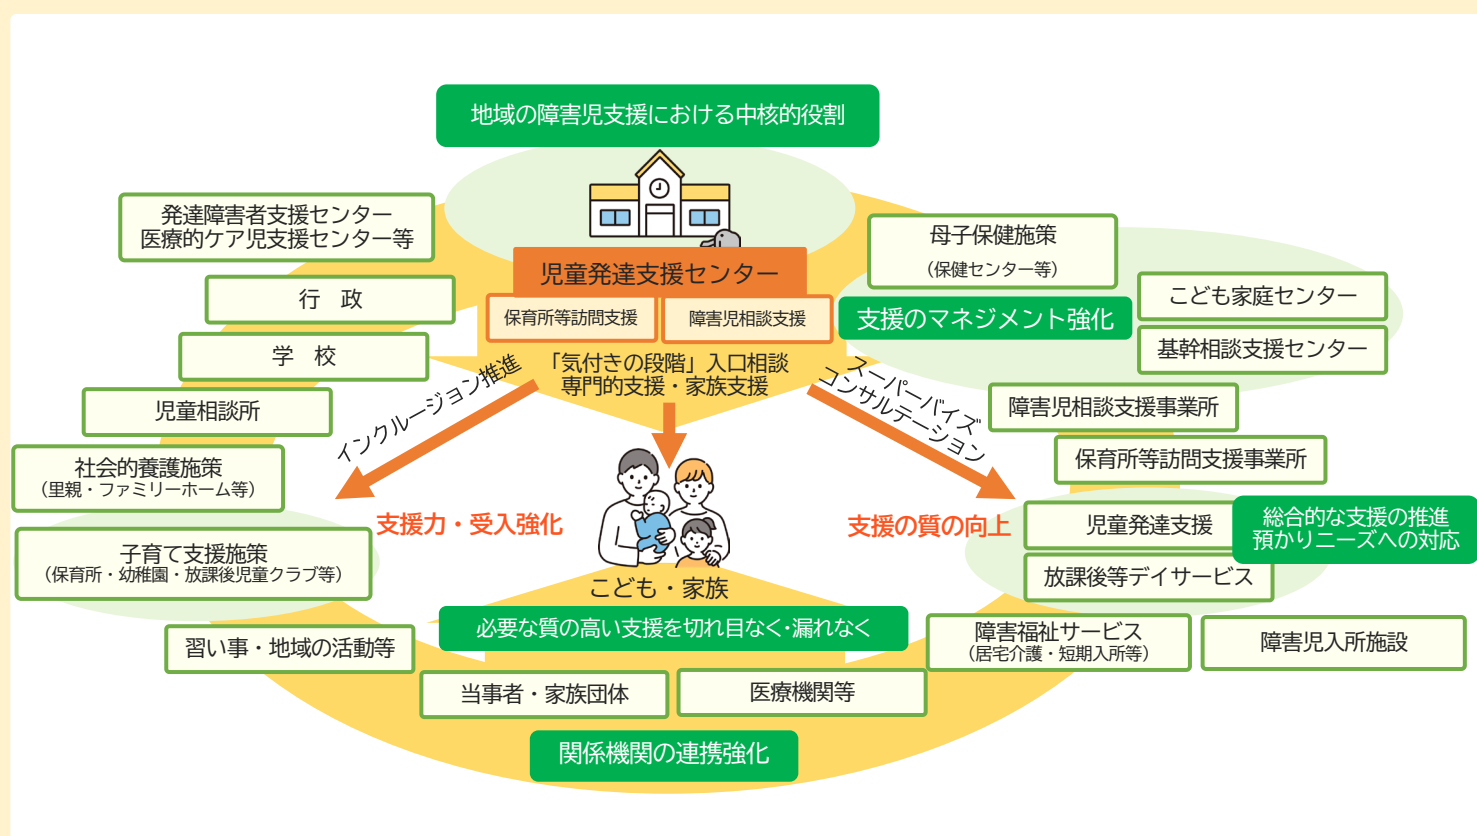 地域の障害児支援における中核的役割
発達障害者支援センター
医療的ケア児支援センター等
行　政
学　校
児童相談所
社会的養護施策
（里親・ファミリーホーム等）
子育て支援施策
（保育所・幼稚園・放課後児童クラブ等）
習い事・地域の活動等
児童発達支援センター
保育所等訪問支援
障害児相談支援
「気付きの段階」入口相談
専門的支援・家族支援
インクルージョン推進
スーパーバイズ
コンサルテーション
支援力・受入強化
支援の質の向上
こども・家族
必要な質の高い支援を切れ目なく・漏れなく
当事者・家族団体
医療機関等
関係機関の連携強化
母子保健施策
（保健センター等）
支援のマネジメント強化
こども家庭センター
基幹相談支援センター
障害児相談支援事業所
保育所等訪問支援事業所
児童発達支援
総合的な支援の推進
預かりニーズへの対応
放課後等デイサービス
障害福祉サービス
（居宅介護・短期入所等）
障害児入所施設